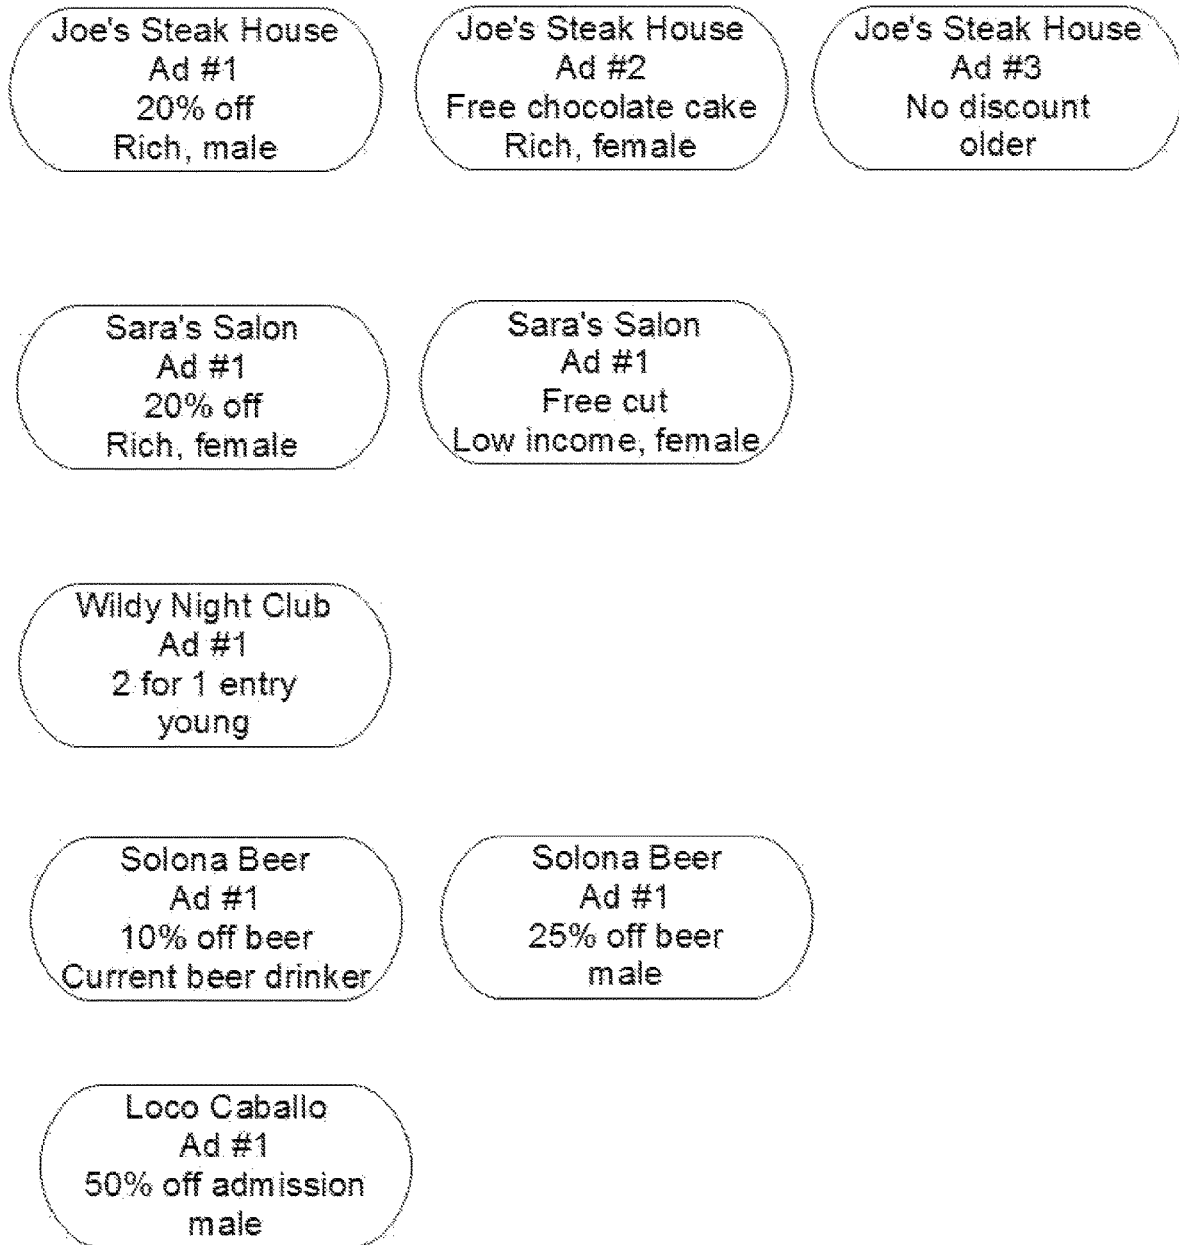 Joe's Steak House
Ad #1
20% off
Rich, male
Joe's Steak House
Ad #2
Free chocolate cake
Rich, female
Joe's Steak House
Ad #3
No discount
older
Sara's Salon
Ad #1
20% off
Rich, female
Sara's Salon
Ad #1
Free cut
Low income, female
Wildy Night Club
Ad #1
2 for 1 entry
young
Solona Beer
Ad #1
10% off beer
Current beer drinker
Solona Beer
Ad #1
25% off beer
male
Loco Caballo
Ad #1
50% off admission
male